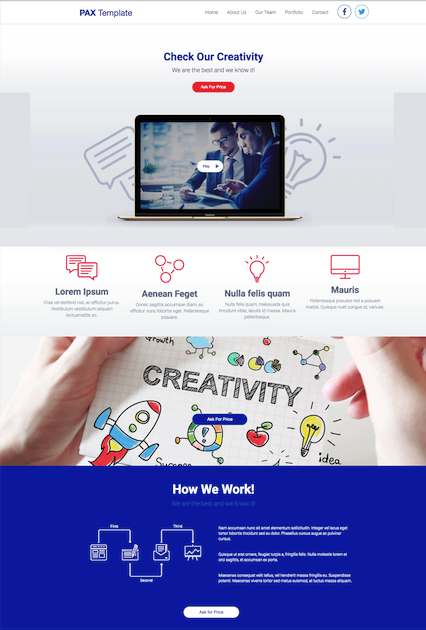 PAX Template
Home About Us Our Team Portfolio Contact
Check Our Creativity
We are the best and we know it!
Ask For Price
Play
Lorem Ipsum
Cras vel eleifend nisl, ac efficitur purus.
Vestibulum vestibulum aliquam
Aenean Feget
Donec sagittis accumsan diam, ex
efficitur nunc lobortis in. Pellentesque
posuere
Nulla felis quam
Nulla felis quam, malesuada quis
tincidunt vitae, iaculis id massa. Mauris
pellentesque.
Mauris
Pellentesque posuere nisl a posuere
mattis. Quisque nunc congue at, varius.
Growth
CREATIVITY
Ask For Price
Success
idea
How We Work!
We are the best and we know it!
First
Third
Second
Nam accumsan nunc sit amet elementum sollicitudin. Integer vel lacus eget
tortor lobortis tincidunt sed eu dolor. Phasellus cursus augue ac pulvinar
cursus.
Quisque ut erat ornare, feugiat turpis a, fringilla felis. Nulla molestie lorem at
orci sagittis, et accumsan ex porta.
Maecenas consequat velit tellus, vel hendrerit massa fringilla eu. Suspendisse
potenti. Maecenas viverra tortor sed metus euismod, at luctus massa aliquam.
Ask for Price